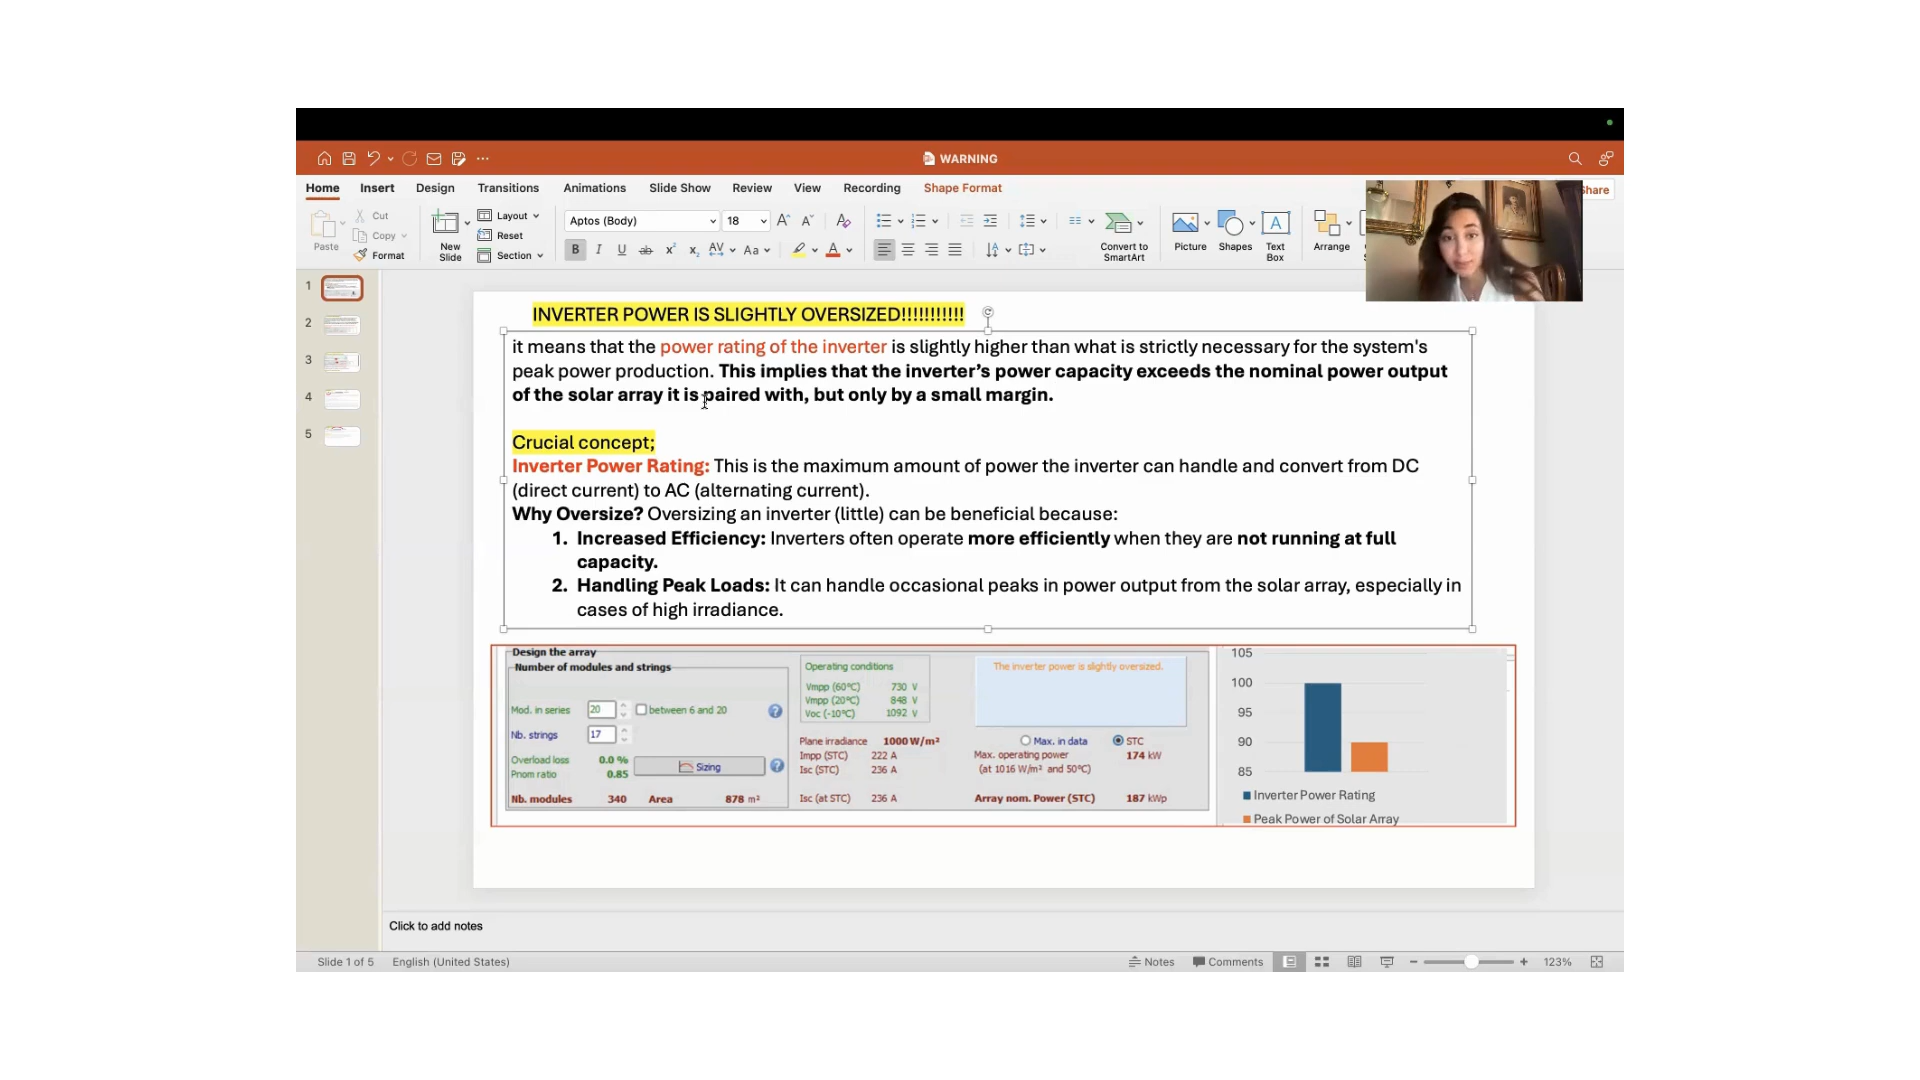 WARNING
Home Insert Design Transitions Animations Slide Show Review View Recording Shape Format Share
Paste
Cut
Copy
Format
New Slide
Layout
Reset
Section
Aptos (Body) 18
Convert to SmartArt
Picture
Shapes
Text Box
Arrange
1
2
3
4
5
INVERTER POWER IS SLIGHTLY OVERSIZED!!!!!!!!!!!
it means that the power rating of the inverter is slightly higher than what is strictly necessary for the system's
peak power production. This implies that the inverter's power capacity exceeds the nominal power output
of the solar array it is paired with, but only by a small margin.
Crucial concept;
Inverter Power Rating: This is the maximum amount of power the inverter can handle and convert from DC
(direct current) to AC (alternating current).
Why Oversize? Oversizing an inverter (little) can be beneficial because:
1. Increased Efficiency: Inverters often operate more efficiently when they are not running at full
capacity.
2. Handling Peak Loads: It can handle occasional peaks in power output from the solar array, especially in
cases of high irradiance.
Design the array
Number of modules and strings
Mod. in series 20 between 6 and 20
Nb. strings 17
Overload loss 0.0 %
Pnom ratio 0.85
Sizing
Nb. modules 340 Area 878 m²
Operating conditions
Vmpp (60°C) 730 V
Vmpp (20°C) 848 V
Voc (-10°C) 1092 V
Plane irradiance 1000 W/m²
Impp (STC) 222 A
Isc (STC) 236 A
Isc (at STC) 236 A
The inverter power is slightly oversized.
Max. in data STC
Max. operating power 174 kW
(at 1016 W/m² and 50°C)
Array nom. Power (STC) 187 kWp
105
100
95
90
85
Inverter Power Rating
Peak Power of Solar Array
Click to add notes
Slide 1 of 5 English (United States) Notes Comments 123%